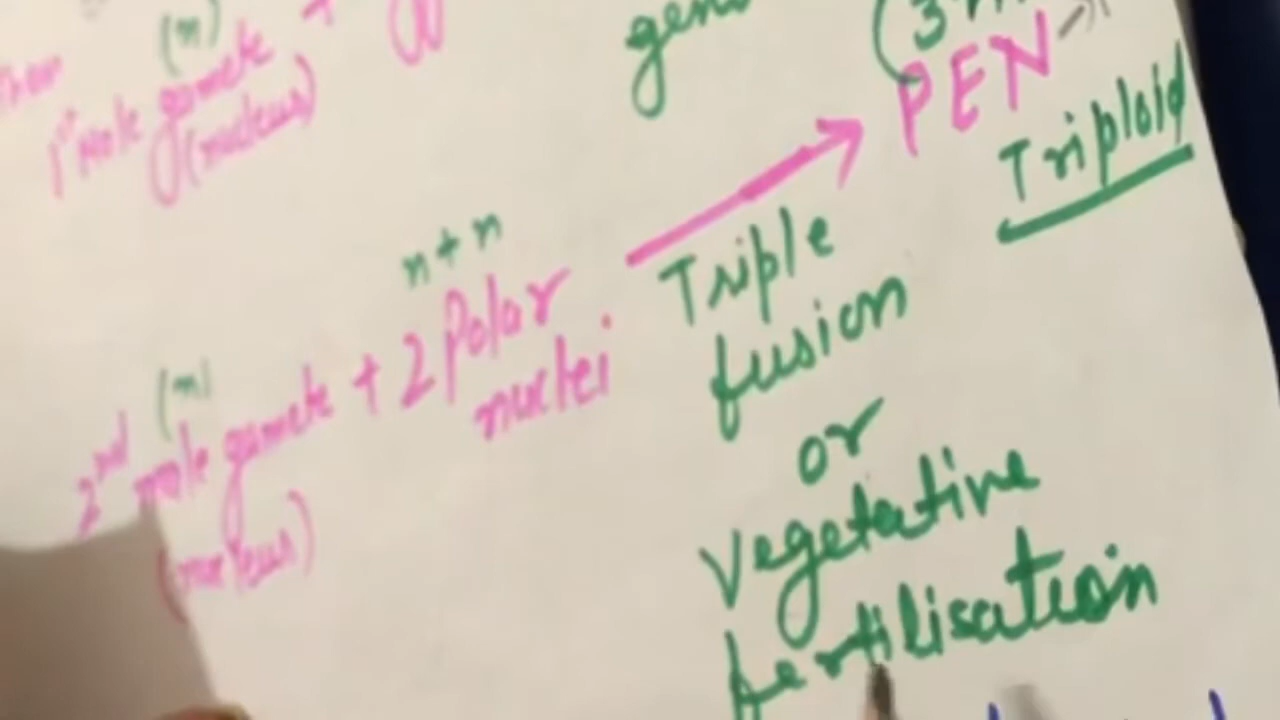 (n)
1st male gamete +
(nucleus)
gen
(3n
PEN →
Triploid
n + n
(n)
2nd male gamete + 2 Polar
nuclei
(nucleus)
Triple
fusion
or
Vegetative
fertilisation